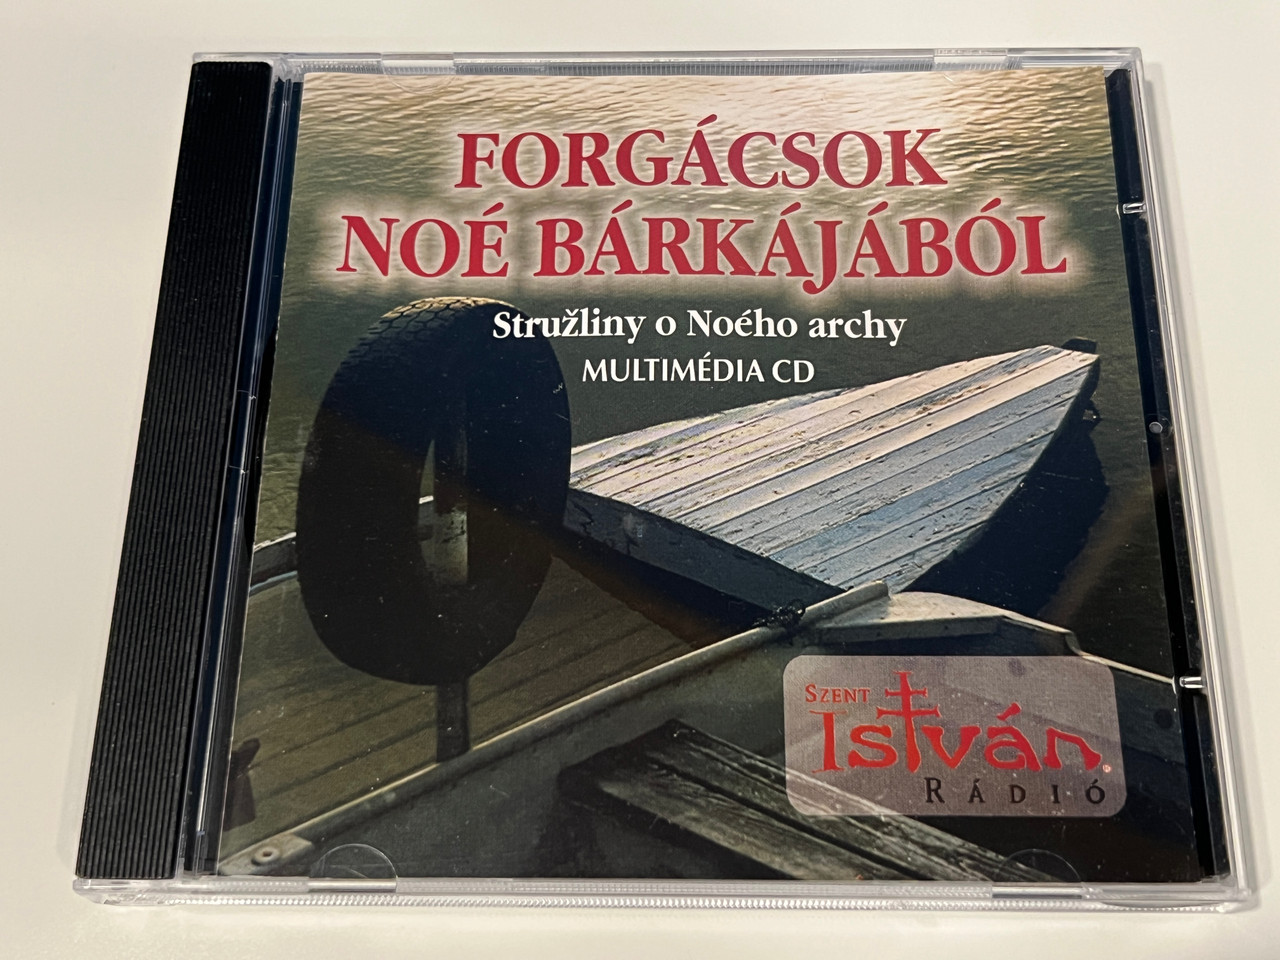 FORGÁCSOK
NOÉ BÁRKÁJÁBÓL
Stružliny o Noého archy
MULTIMÉDIA CD
SZENT
ISTVÁN
RÁDIÓ